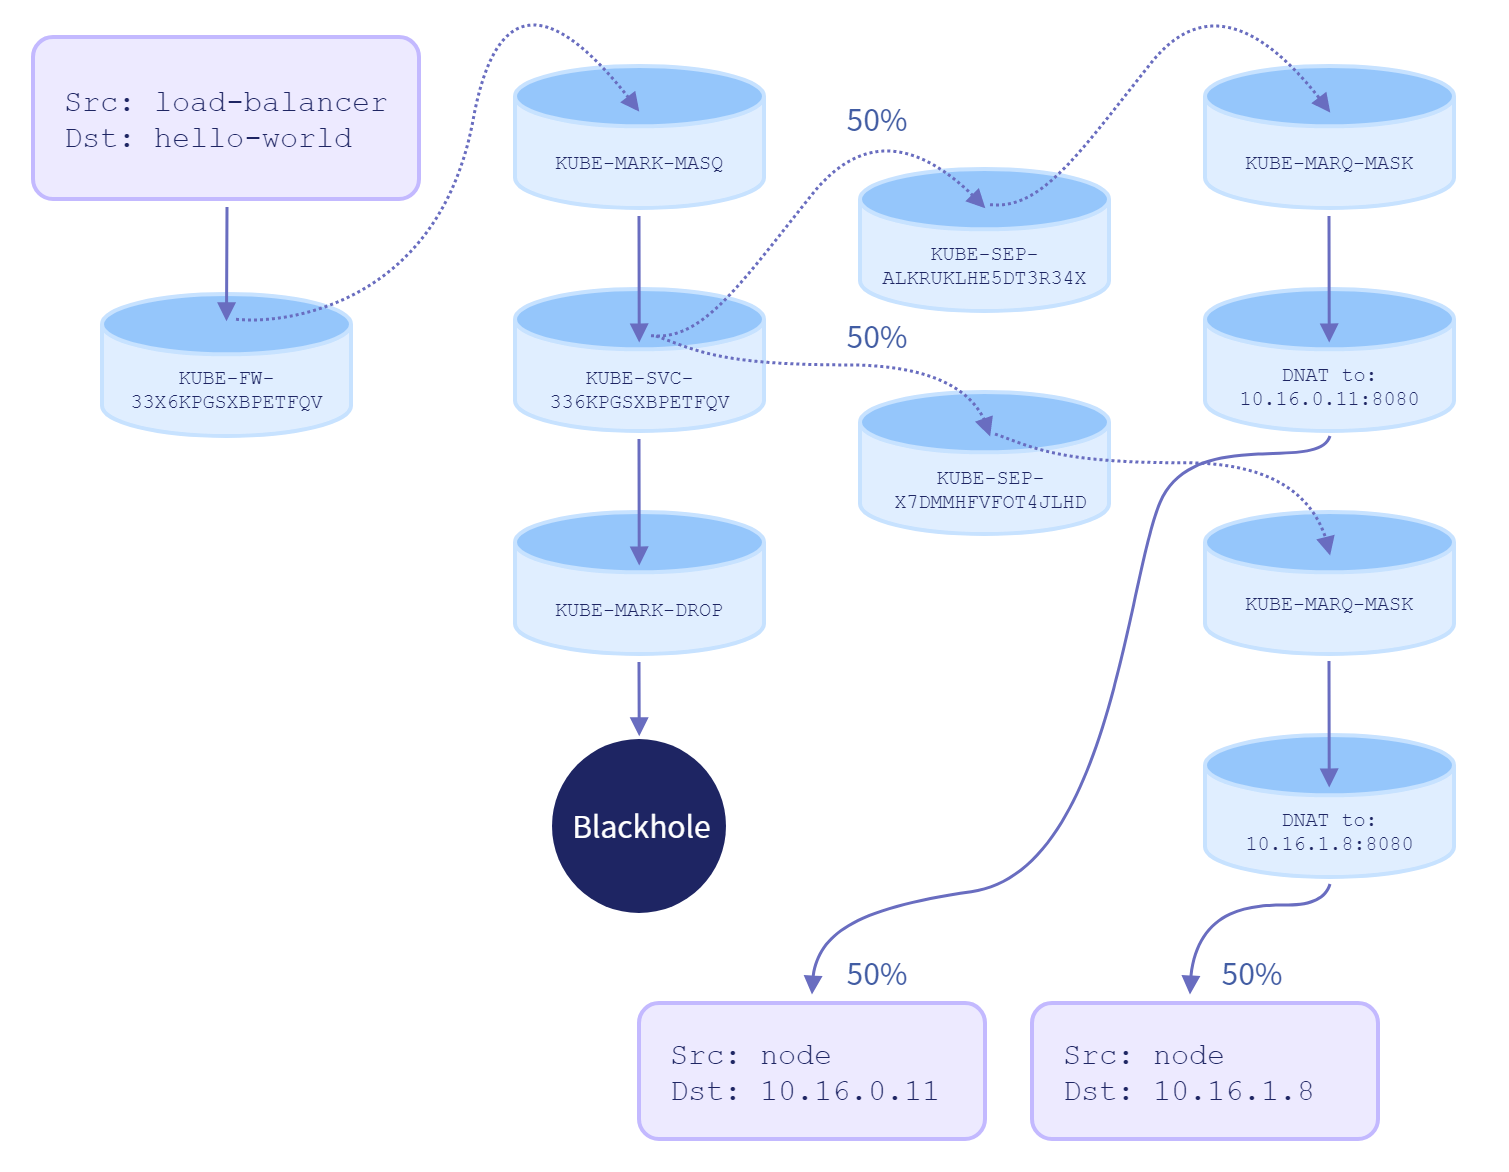 Src: load-balancer
Dst: hello-world
KUBE-MARK-MASQ
50%
KUBE-MARQ-MASK
KUBE-SEP-
ALKRUKLHE5DT3R34X
KUBE-FW-
33X6KPGSXBPETFQV
KUBE-SVC-
336KPGSXBPETFQV
50%
DNAT to:
10.16.0.11:8080
KUBE-SEP-
X7DMMHFVFOT4JLHD
KUBE-MARK-DROP
KUBE-MARQ-MASK
Blackhole
DNAT to:
10.16.1.8:8080
50%
50%
Src: node
Dst: 10.16.0.11
Src: node
Dst: 10.16.1.8